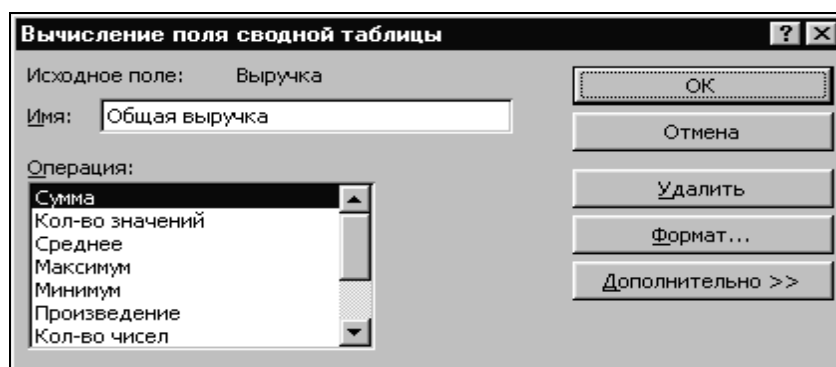 Вычисление поля сводной таблицы
Исходное поле: Выручка
Имя: Общая выручка
Операция:
Сумма
Кол-во значений
Среднее
Максимум
Минимум
Произведение
Кол-во чисел
ОК
Отмена
Удалить
Формат...
Дополнительно >>